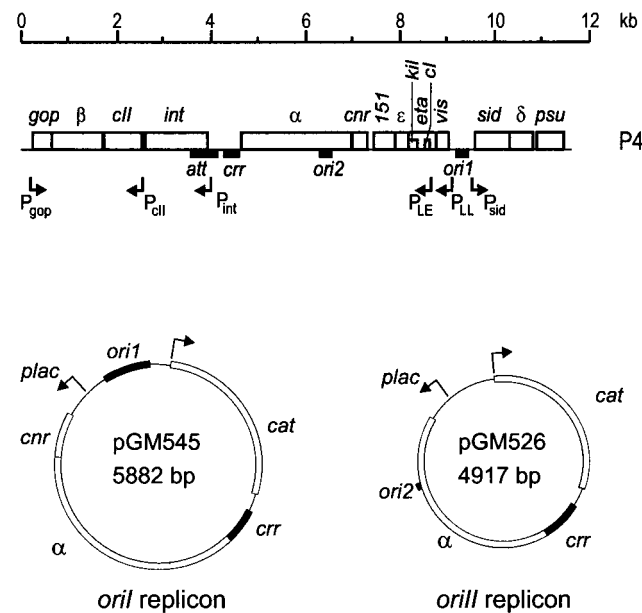 0 2 4 6 8 10 12 kb
gop β cII int α cnr 151 ε kil eta cI vis sid δ psu P4
att crr ori2 ori1
Pgop PcII Pint PLE PLL Psid
ori1
plac
cnr
cat
pGM545
5882 bp
crr
α
oriI replicon
plac
cat
pGM526
4917 bp
ori2
α
crr
oriII replicon